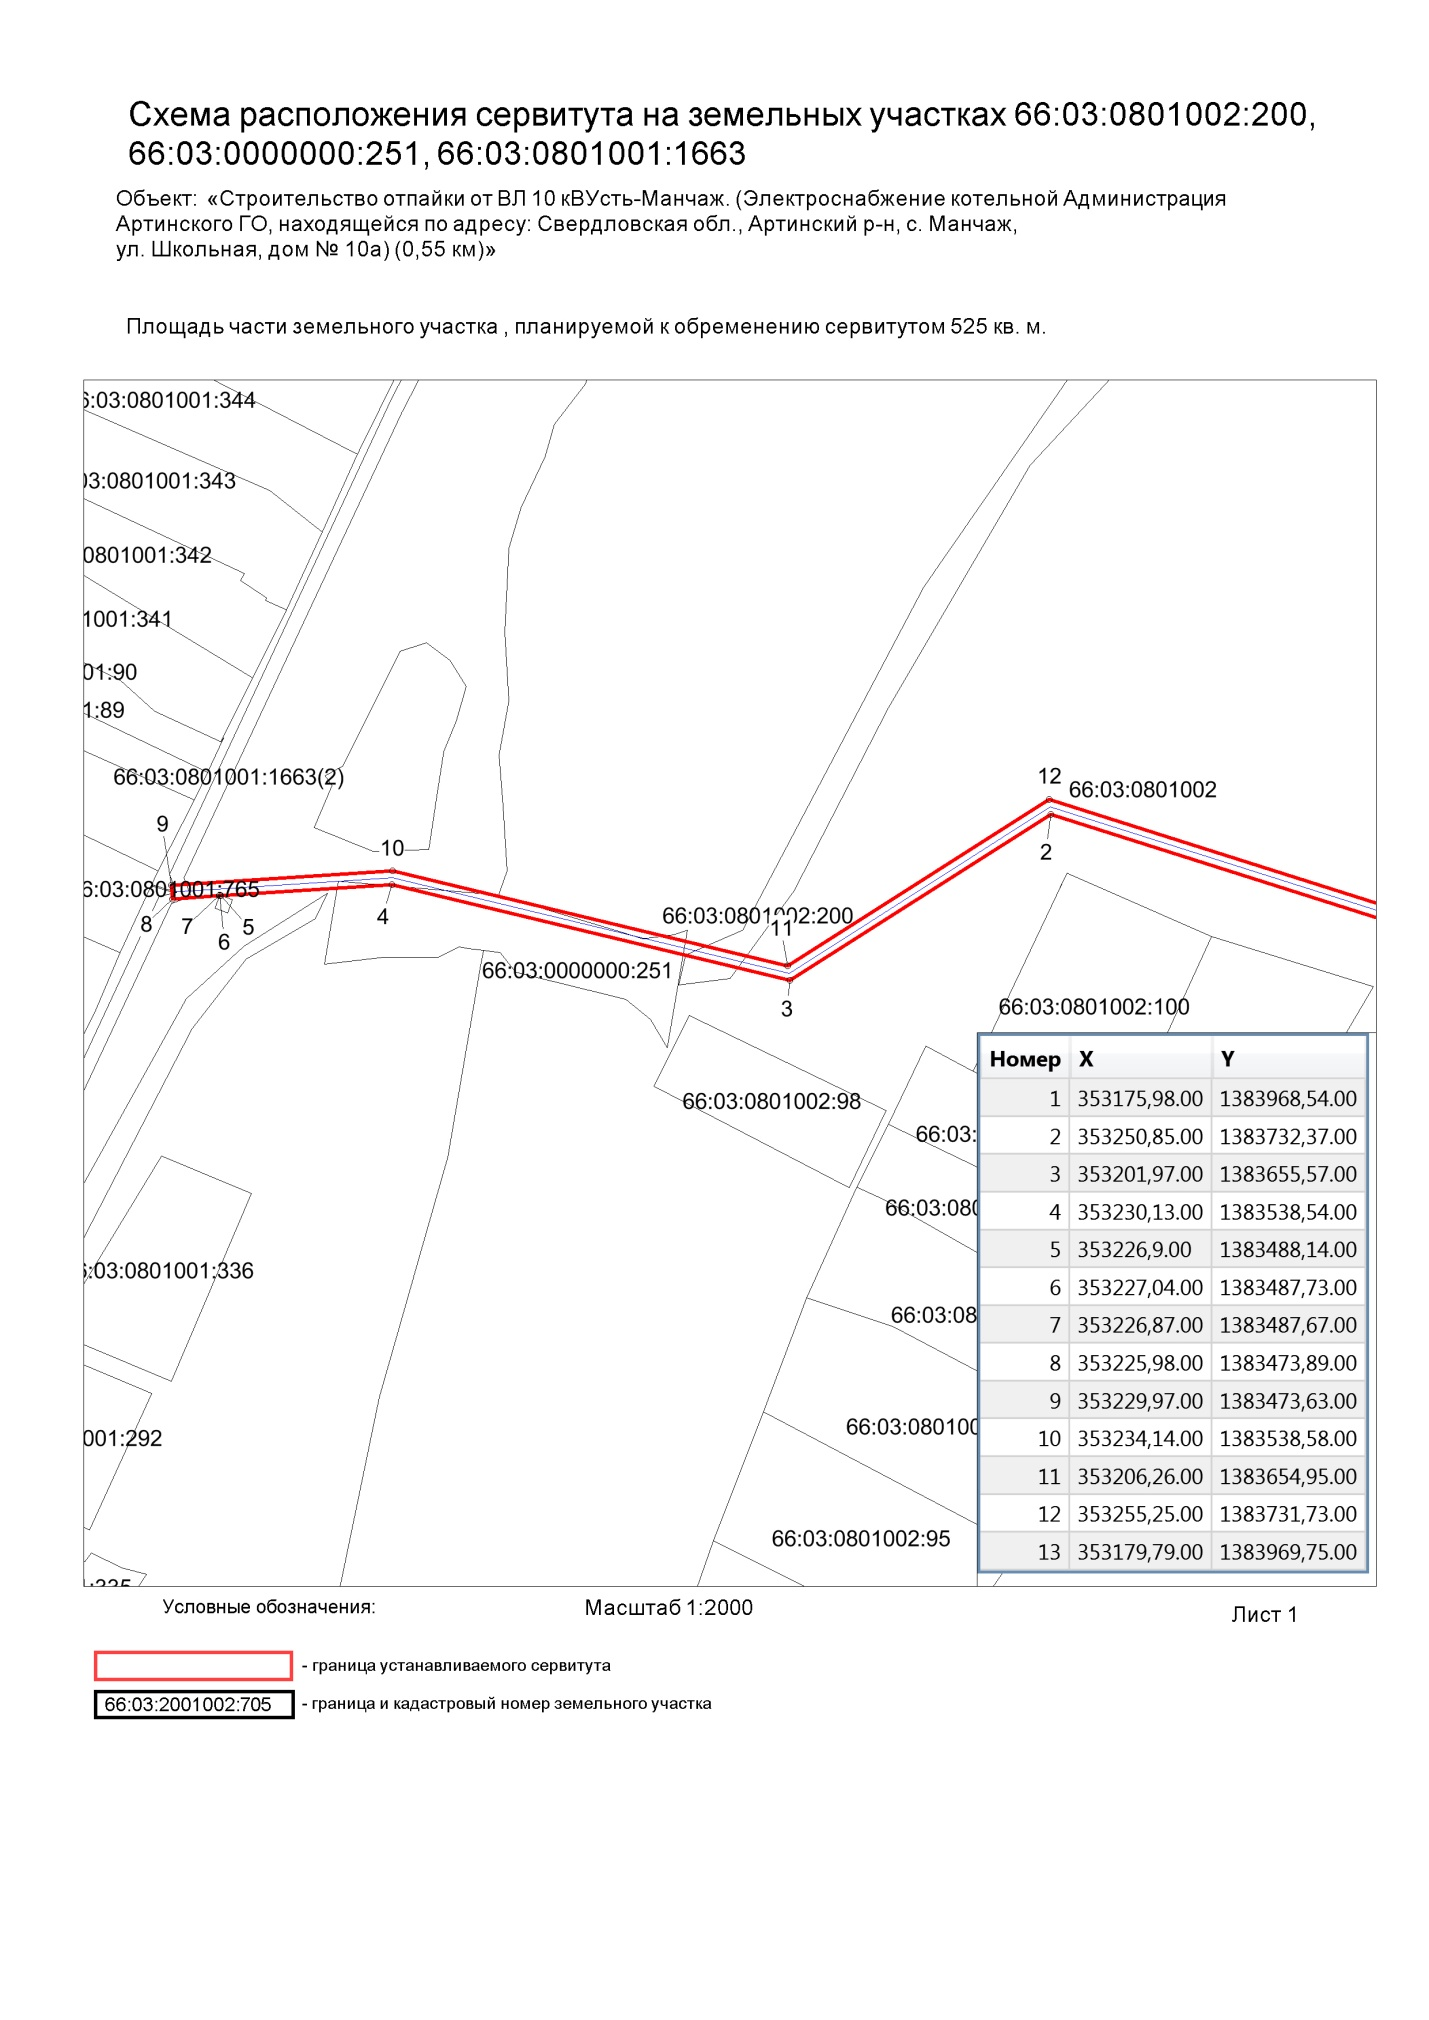 Схема расположения сервитута на земельных участках 66:03:0801002:200,
66:03:0000000:251, 66:03:0801001:1663
Объект: «Строительство отпайки от ВЛ 10 кВУсть-Манчаж. (Электроснабжение котельной Администрация
Артинского ГО, находящейся по адресу: Свердловская обл., Артинский р-н, с. Манчаж,
ул. Школьная, дом № 10а) (0,55 км)»
Площадь части земельного участка , планируемой к обременению сервитутом 525 кв. м.
:03:0801001:344
03:0801001:343
0801001:342
1001:341
01:90
1:89
66:03:0801001:1663(2)
12
66:03:0801002
9
10
2
6:03:0801001:765
4
66:03:0801002:200
11
8
7
5
6
66:03:0000000:251
3
66:03:0801002:100
66:03:0801002:98
66:03:
66:03:080
:03:0801001:336
66:03:08
66:03:080100
001:292
66:03:0801002:95
Номер X Y
1 353175,98.00 1383968,54.00
2 353250,85.00 1383732,37.00
3 353201,97.00 1383655,57.00
4 353230,13.00 1383538,54.00
5 353226,9.00 1383488,14.00
6 353227,04.00 1383487,73.00
7 353226,87.00 1383487,67.00
8 353225,98.00 1383473,89.00
9 353229,97.00 1383473,63.00
10 353234,14.00 1383538,58.00
11 353206,26.00 1383654,95.00
12 353255,25.00 1383731,73.00
13 353179,79.00 1383969,75.00
Условные обозначения:
Масштаб 1:2000
Лист 1
- граница устанавливаемого сервитута
66:03:2001002:705 - граница и кадастровый номер земельного участка